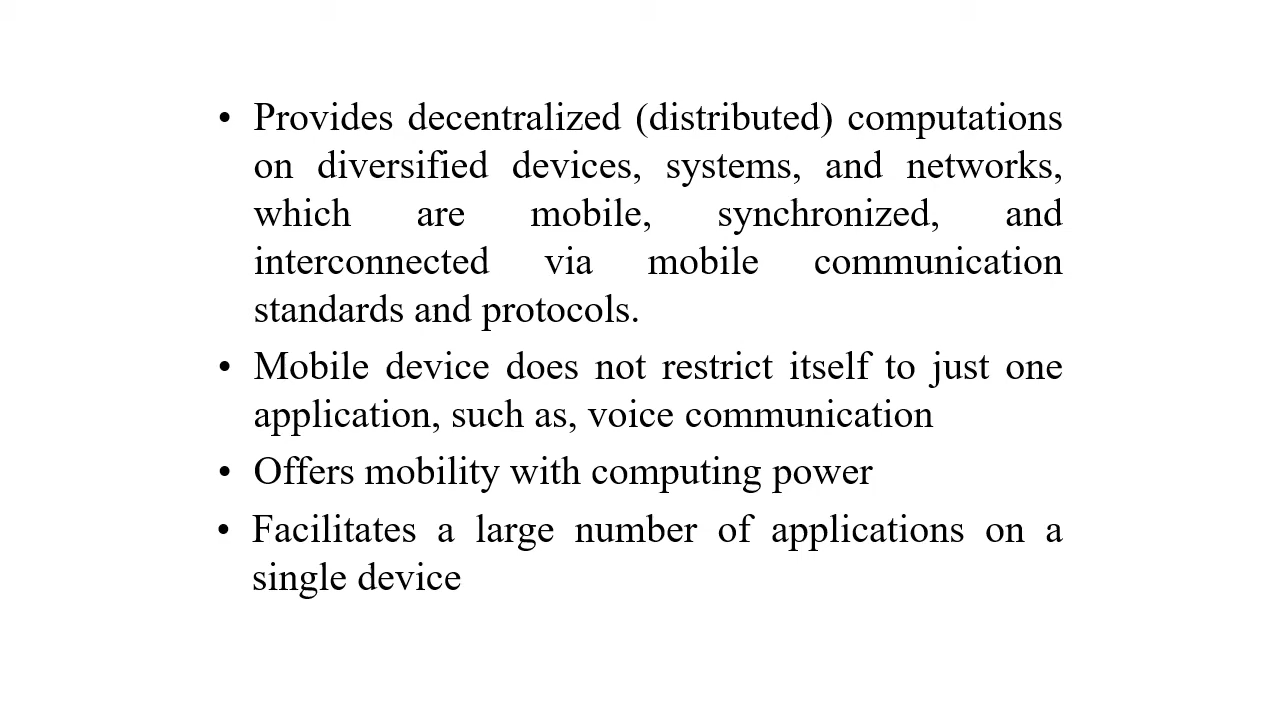 • Provides decentralized (distributed) computations
on diversified devices, systems, and networks,
which are mobile, synchronized, and
interconnected via mobile communication
standards and protocols.
• Mobile device does not restrict itself to just one
application, such as, voice communication
• Offers mobility with computing power
• Facilitates a large number of applications on a
single device